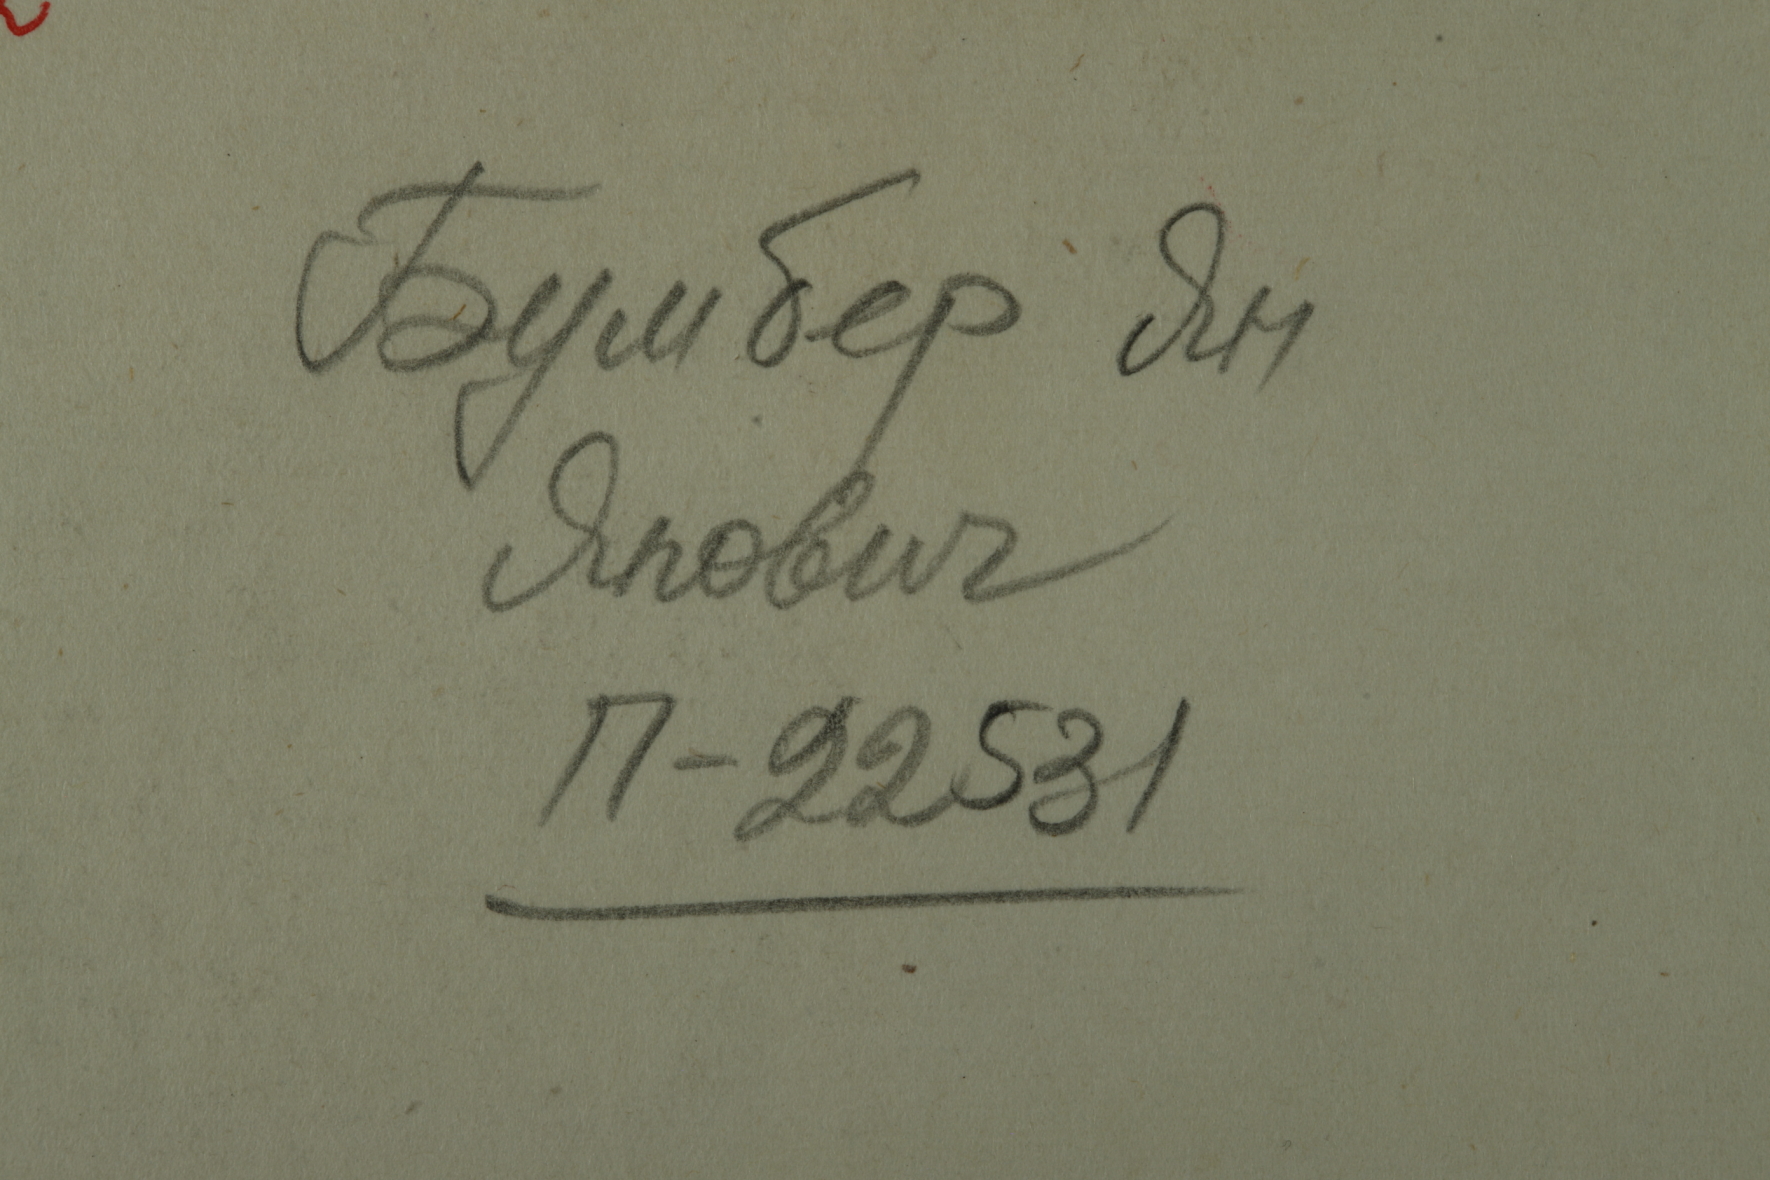 Бумбер Ян
Янович
П-22531